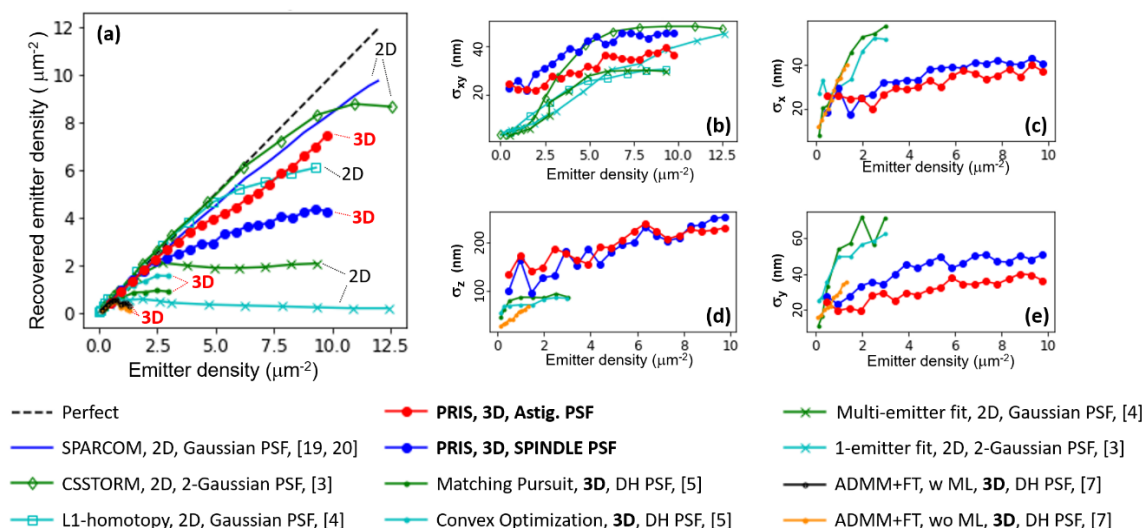 (a)
Recovered emitter density (μm-2)
12
10
8
6
4
2
0
0.0 2.5 5.0 7.5 10.0 12.5
Emitter density (μm-2)
2D
3D
2D
3D
2D
3D
3D
(b)
σxy (nm)
40
20
0.0 2.5 5.0 7.5 10.0 12.5
Emitter density (μm-2)
(c)
σx (nm)
40
20
0 2 4 6 8 10
Emitter density (μm-2)
(d)
σz (nm)
200
100
0 2 4 6 8 10
Emitter density (μm-2)
(e)
σy (nm)
60
40
20
0 2 4 6 8 10
Emitter density (μm-2)
Perfect
SPARCOM, 2D, Gaussian PSF, [19, 20]
CSSTORM, 2D, 2-Gaussian PSF, [3]
L1-homotopy, 2D, Gaussian PSF, [4]
PRIS, 3D, Astig. PSF
PRIS, 3D, SPINDLE PSF
Matching Pursuit, 3D, DH PSF, [5]
Convex Optimization, 3D, DH PSF, [5]
Multi-emitter fit, 2D, Gaussian PSF, [4]
1-emitter fit, 2D, 2-Gaussian PSF, [3]
ADMM+FT, w ML, 3D, DH PSF, [7]
ADMM+FT, wo ML, 3D, DH PSF, [7]